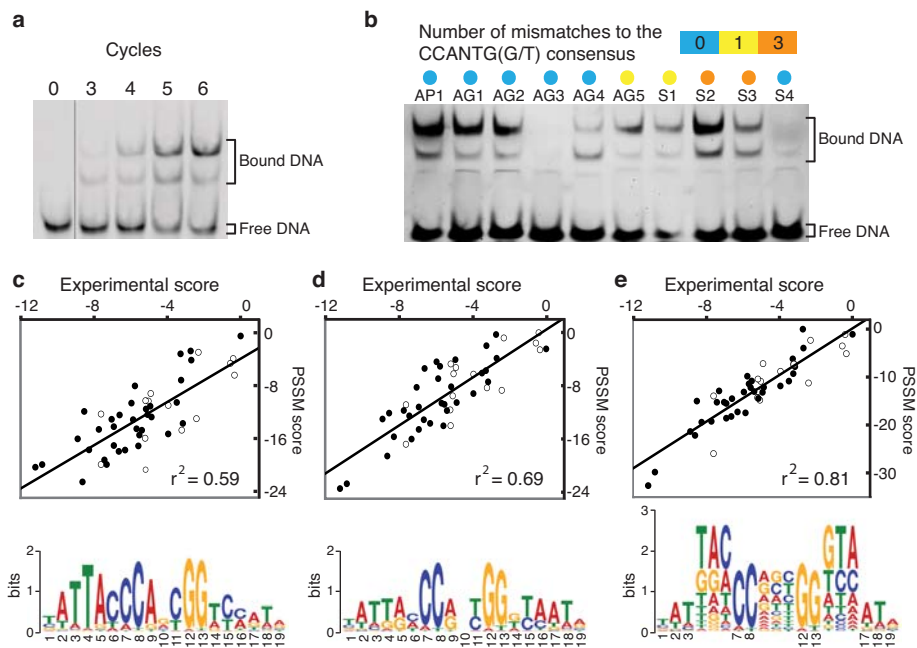 a
Cycles
0 3 4 5 6
Bound DNA
Free DNA
b
Number of mismatches to the
CCANTG(G/T) consensus
0 1 3
AP1 AG1 AG2 AG3 AG4 AG5 S1 S2 S3 S4
Bound DNA
Free DNA
c
Experimental score
-12 -8 -4 0
0
-8
-16
-24
PSSM score
r² = 0.59
d
Experimental score
-12 -8 -4 0
0
-8
-16
-24
PSSM score
r² = 0.69
e
Experimental score
-12 -8 -4 0
0
-10
-20
-30
PSSM score
r² = 0.81
2
1
0
bits
1 2 3 4 5 6 7 8 9 10 11 12 13 14 15 16 17 18 19
2
1
0
bits
1 2 3 4 5 6 7 8 9 10 11 12 13 14 15 16 17 18 19
3
2
1
0
bits
TAC
GTA
CC
GG
1 2 3 7 8 12 13 17 18 19